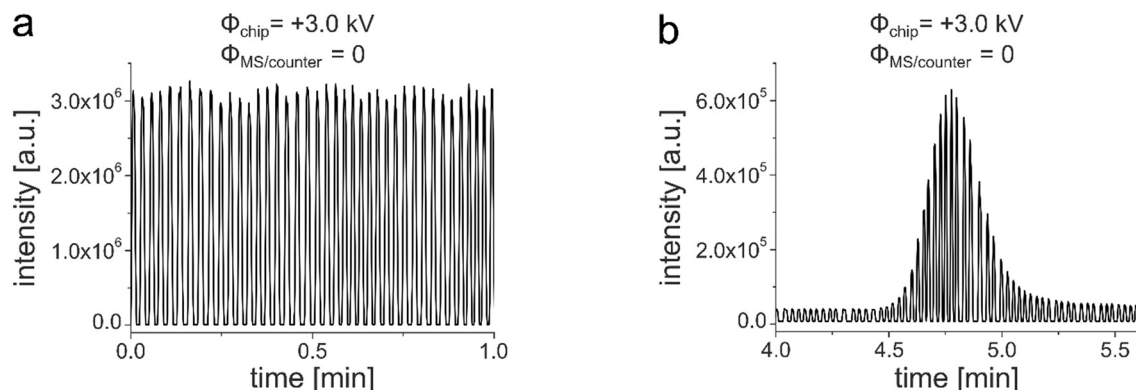 a
Φchip= +3.0 kV
ΦMS/counter = 0
intensity [a.u.]
3.0x10⁶
2.0x10⁶
1.0x10⁶
0.0
0.0 0.5 1.0
time [min]
b
Φchip= +3.0 kV
ΦMS/counter = 0
intensity [a.u.]
6.0x10⁵
4.0x10⁵
2.0x10⁵
0.0
4.0 4.5 5.0 5.5
time [min]